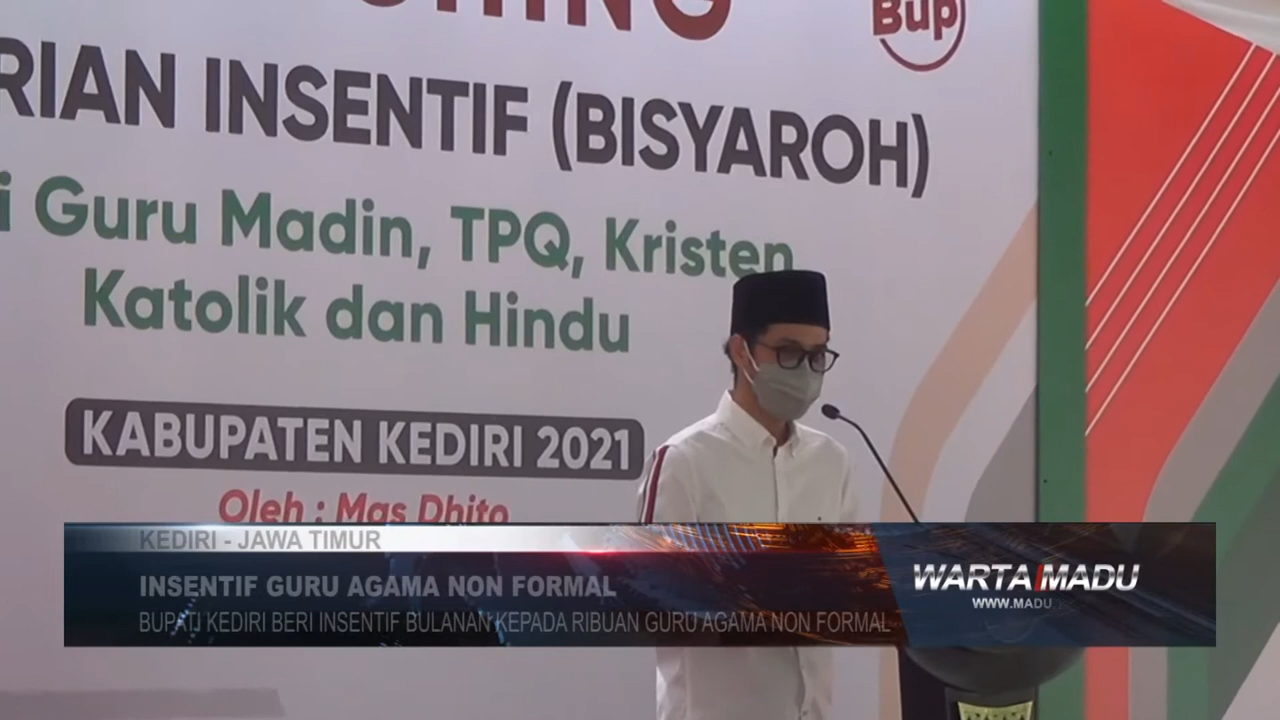 RIAN INSENTIF (BISYAROH)
i Guru Madin, TPQ, Kristen
Katolik dan Hindu
KABUPATEN KEDIRI 2021
Oleh : Mas Dhito
Bup
KEDIRI - JAWA TIMUR
INSENTIF GURU AGAMA NON FORMAL
BUPATI KEDIRI BERI INSENTIF BULANAN KEPADA RIBUAN GURU AGAMA NON FORMAL
WARTA MADU
WWW.MADU